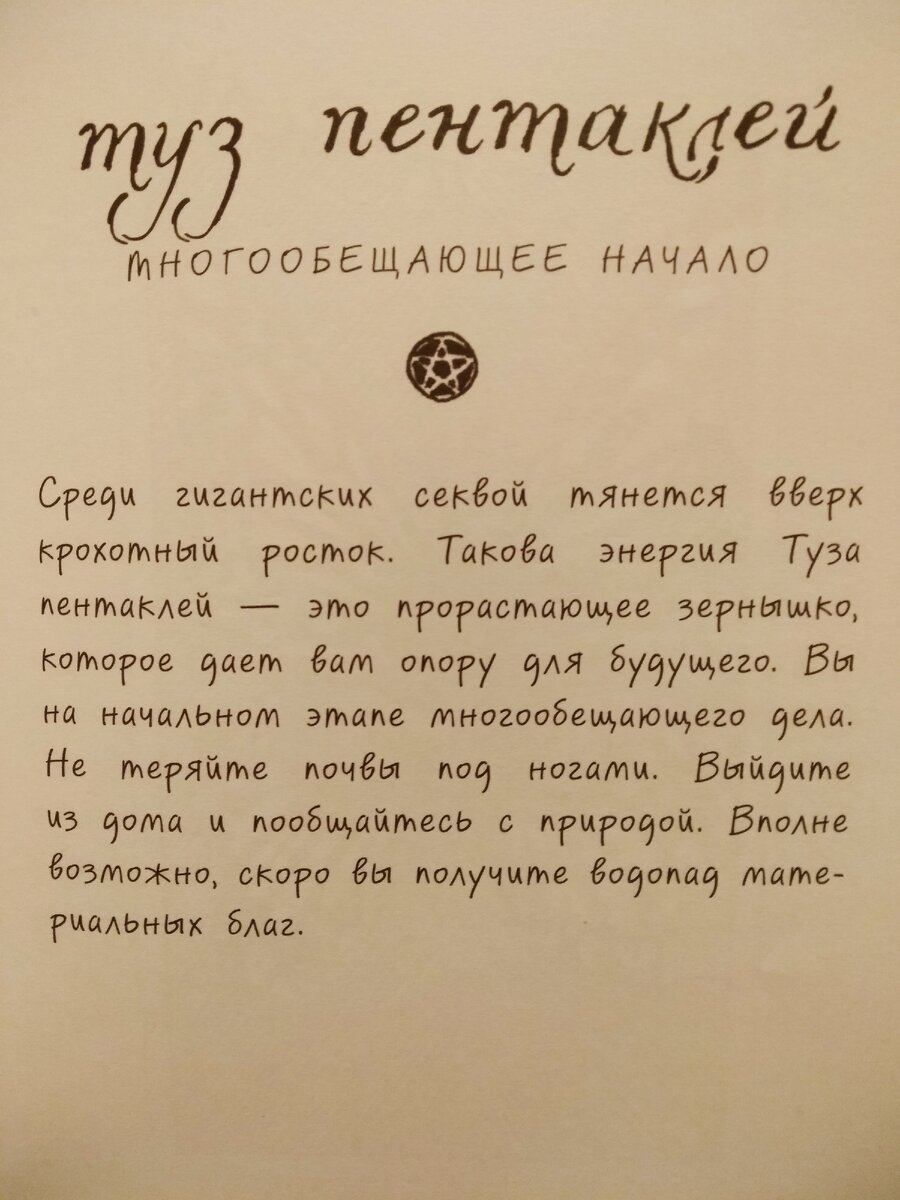 туз пентаклей
МНОГООБЕЩАЮЩЕЕ НАЧАЛО
Среди гигантских секвой тянется вверх
крохотный росток. Такова энергия Туза
пентаклей — это прорастающее зернышко,
которое дает вам опору для будущего. Вы
на начальном этапе многообещающего дела.
Не теряйте почвы под ногами. Выйдите
из дома и пообщайтесь с природой. Вполне
возможно, скоро вы получите водопад мате-
риальных благ.